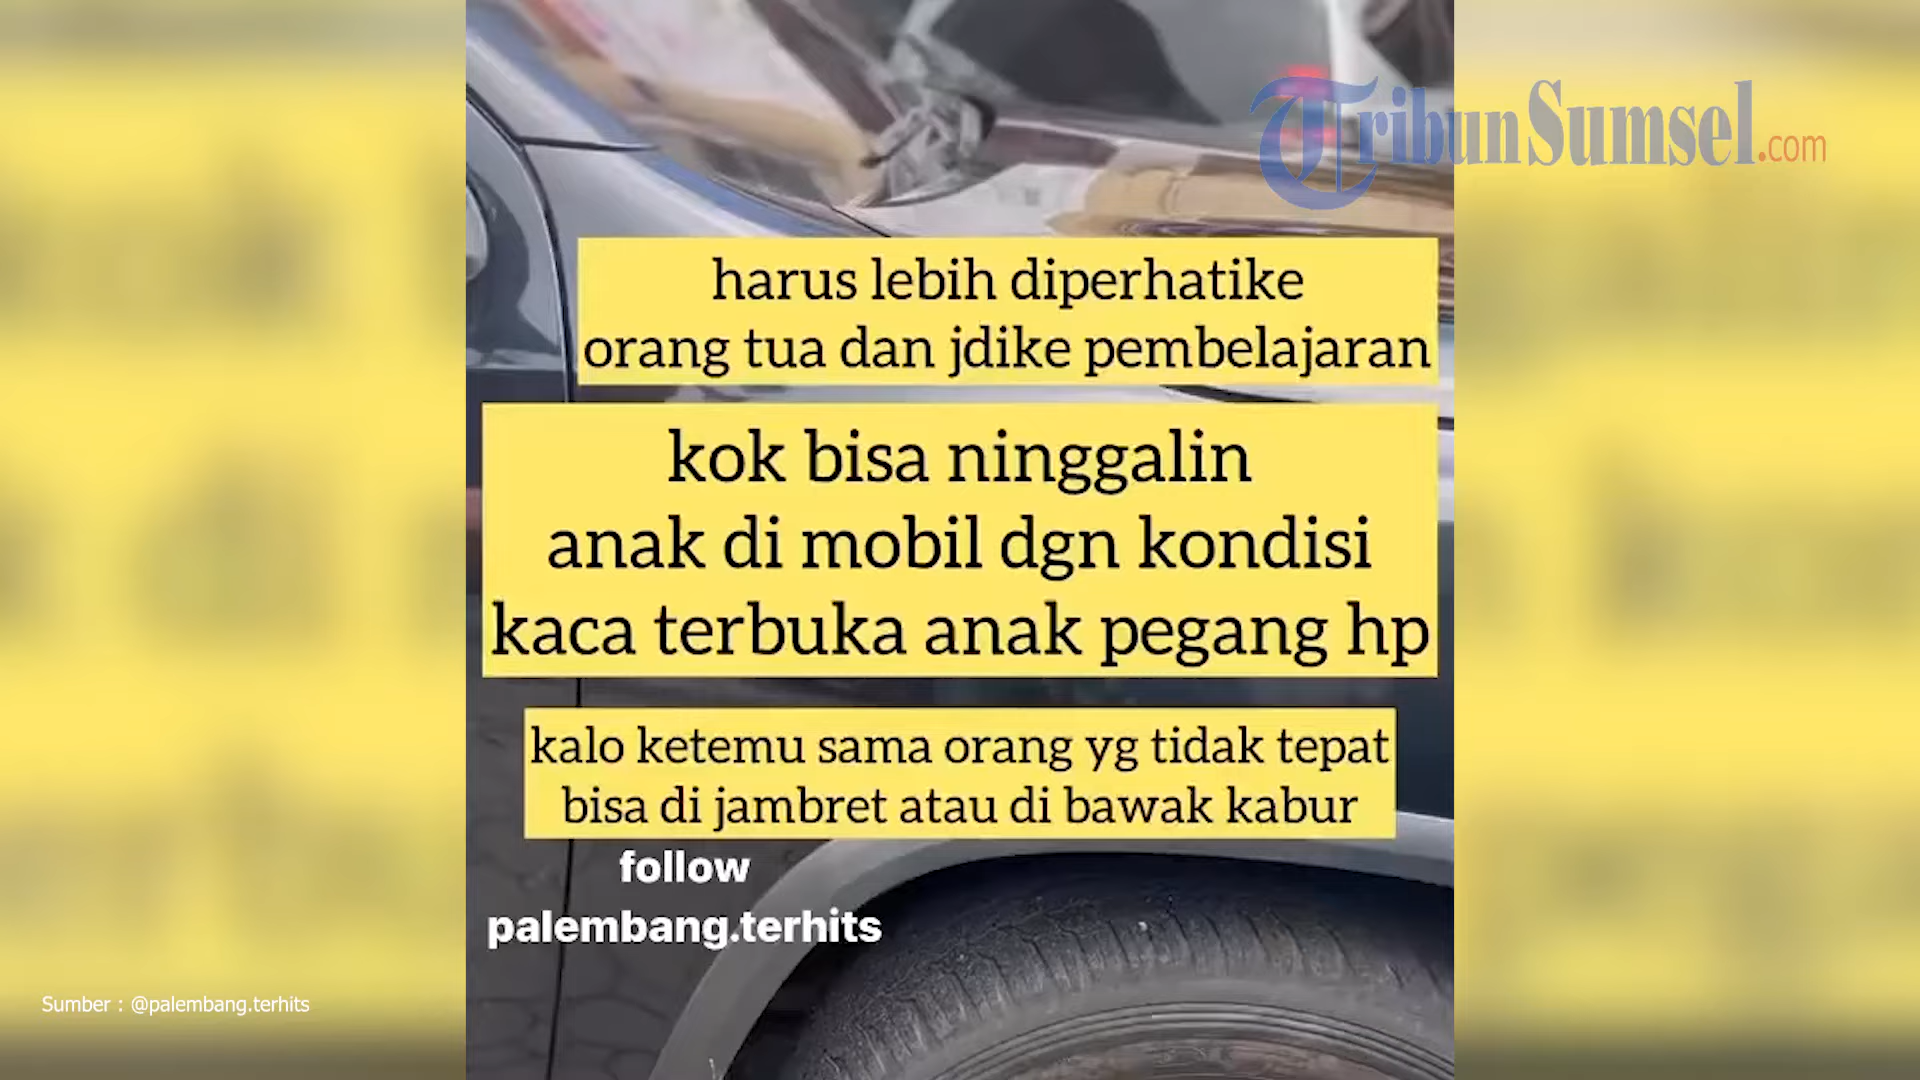 TribunSumsel.com
harus lebih diperhatike
orang tua dan jdike pembelajaran
kok bisa ninggalin
anak di mobil dgn kondisi
kaca terbuka anak pegang hp
kalo ketemu sama orang yg tidak tepat
bisa di jambret atau di bawak kabur
follow
palembang.terhits
Sumber : @palembang.terhits